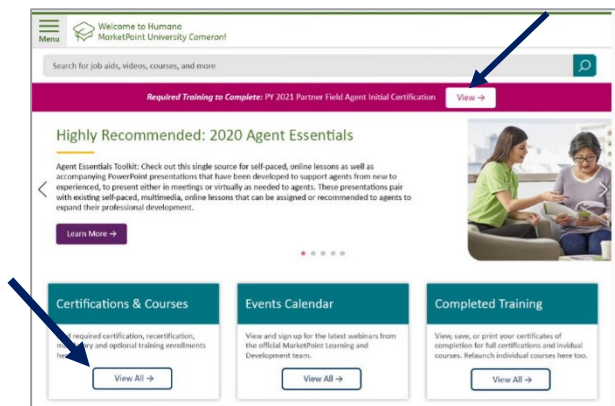 Menu
Welcome to Humana
MarketPoint University Cameron!
Search for job aids, videos, courses, and more
Required Training to Complete: PY 2021 Partner Field Agent Initial Certification View →
Highly Recommended: 2020 Agent Essentials
Agent Essentials Toolkit: Check out this single source for self-paced, online lessons as well as
accompanying PowerPoint presentations that have been developed to support agents from new to
experienced, to present either in meetings or virtually as needed to agents. These presentations pair
with existing self-paced, multimedia, online lessons that can be assigned or recommended to agents to
expand their professional development.
Learn More →
Certifications & Courses
required certification, recertification,
and optional training enrollments
View All →
Events Calendar
View and sign up for the latest webinars from
the official MarketPoint Learning and
Development team.
View All →
Completed Training
View, save, or print your certificates of
completion for full certifications and invidual
courses. Relaunch individual courses here too.
View All →